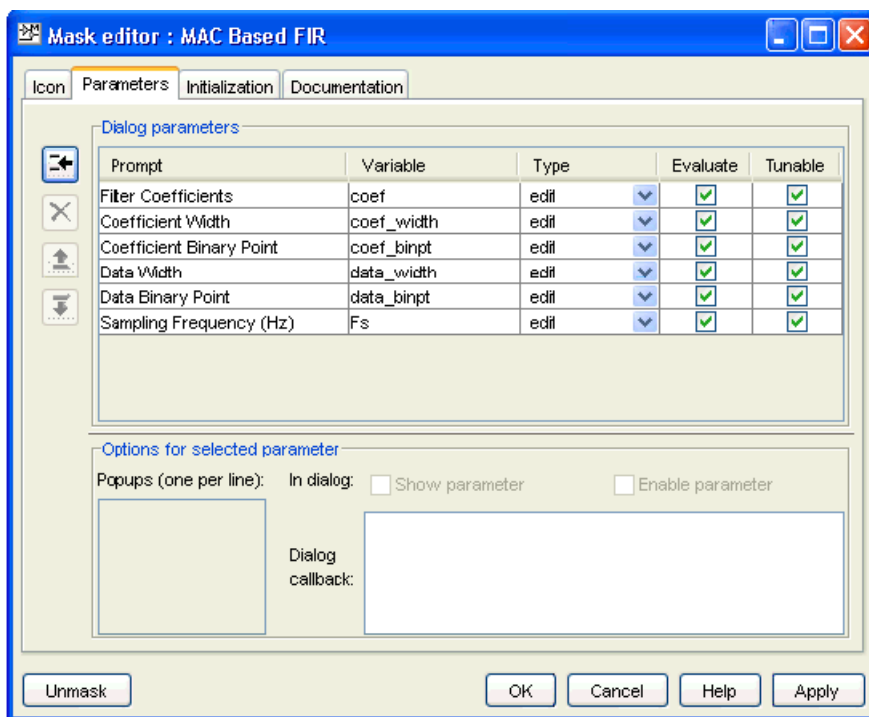 Mask editor : MAC Based FIR
Icon Parameters Initialization Documentation
Dialog parameters
Prompt Variable Type Evaluate Tunable
Filter Coefficients coef edit
Coefficient Width coef_width edit
Coefficient Binary Point coef_binpt edit
Data Width data_width edit
Data Binary Point data_binpt edit
Sampling Frequency (Hz) Fs edit
Options for selected parameter
Popups (one per line): In dialog: Show parameter Enable parameter
Dialog
callback:
Unmask OK Cancel Help Apply